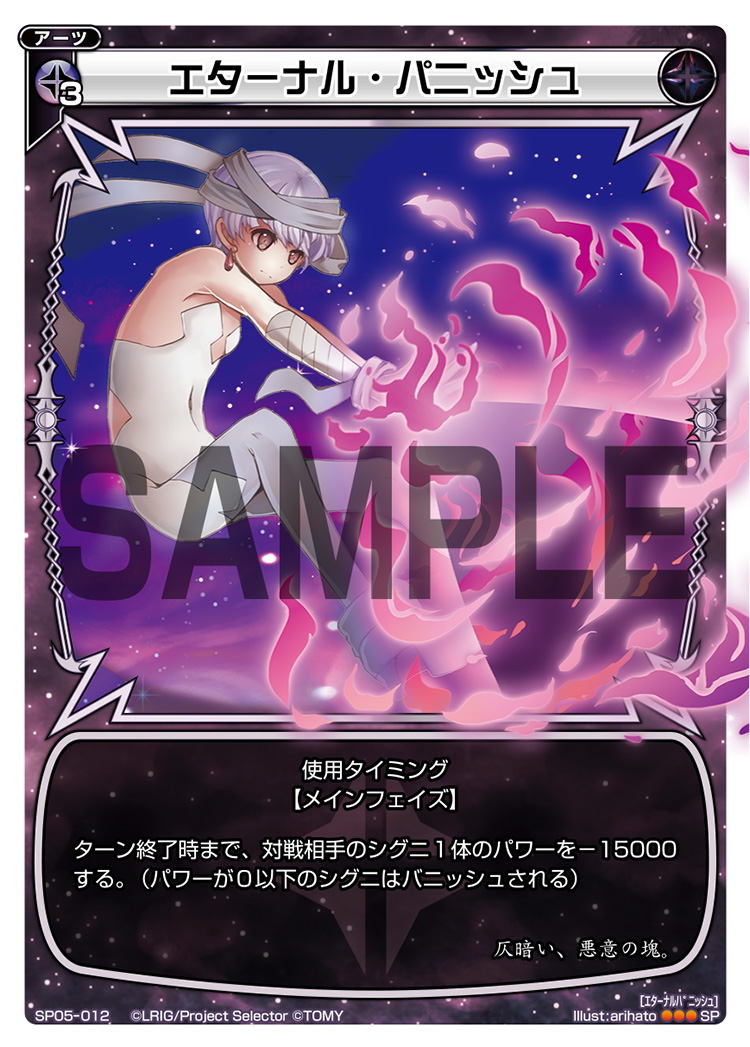 アーツ
3
エターナル・パニッシュ
SAMPLE
使用タイミング
【メインフェイズ】
ターン終了時まで、対戦相手のシグニ1体のパワーを－15000
する。（パワーが０以下のシグニはバニッシュされる）
仄暗い、悪意の塊。
[エターナルパニッシュ]
SP05-012 ©LRIG/Project Selector ©TOMY Illust:arihato SP